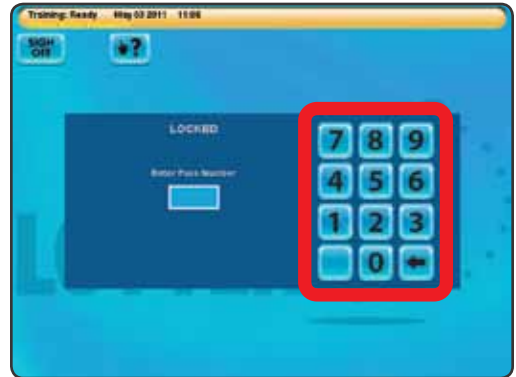 Training: Ready May 03 2011 11:06
SIGN OFF
?
LOCKED
Enter Pass Number
7 8 9
4 5 6
1 2 3
0